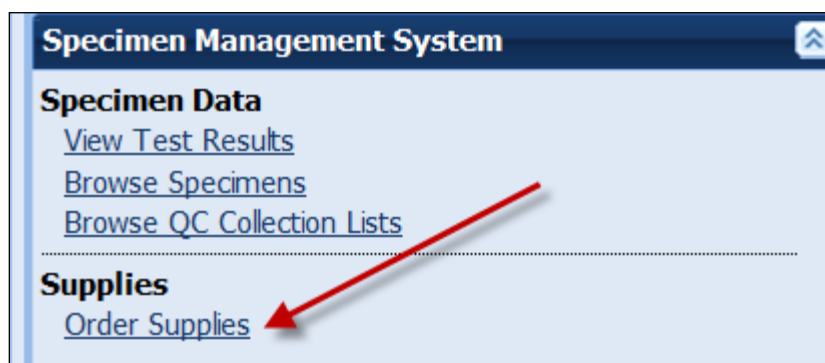 Specimen Management System
Specimen Data
View Test Results
Browse Specimens
Browse QC Collection Lists
Supplies
Order Supplies